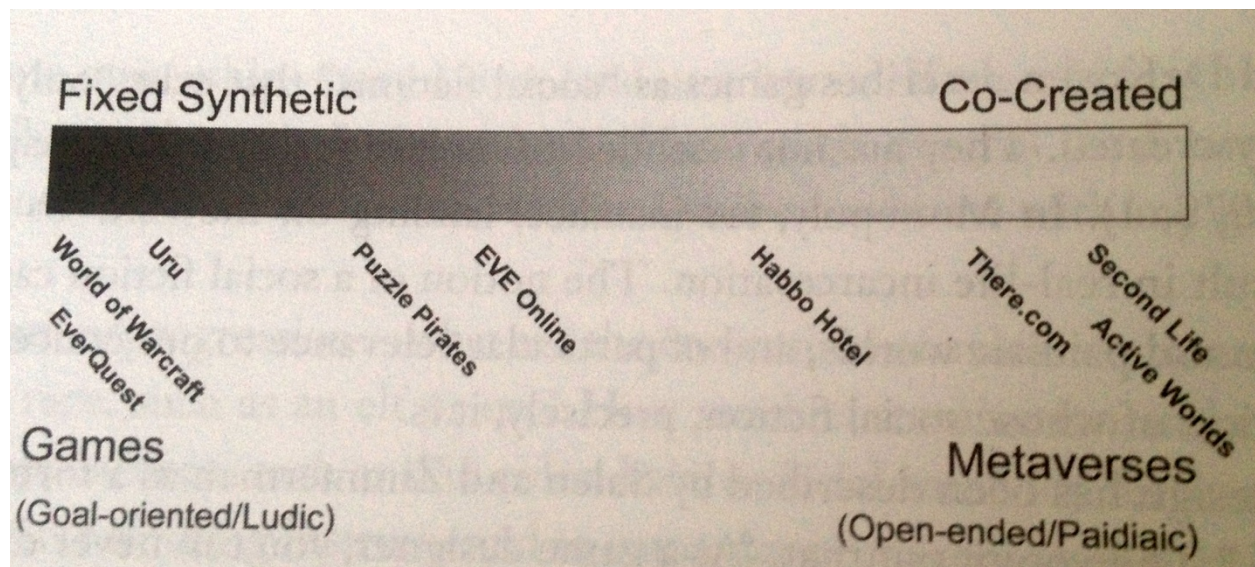 Fixed Synthetic
Co-Created
World of Warcraft
EverQuest
Uru
Puzzle Pirates
EVE Online
Habbo Hotel
There.com
Second Life
Active Worlds
Games
(Goal-oriented/Ludic)
Metaverses
(Open-ended/Paidiaic)